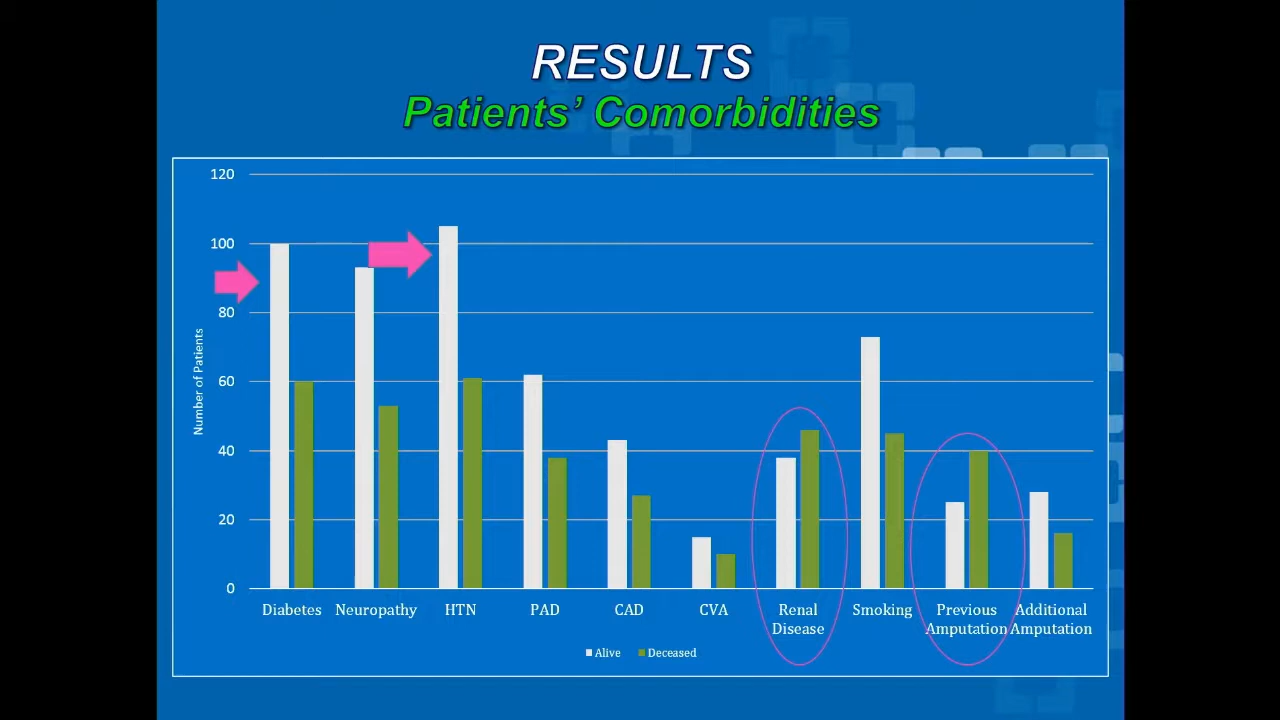 RESULTS
Patients’ Comorbidities
120
100
80
60
40
20
0
Number of Patients
Diabetes
Neuropathy
HTN
PAD
CAD
CVA
Renal
Disease
Smoking
Previous
Amputation
Additional
Amputation
Alive
Deceased